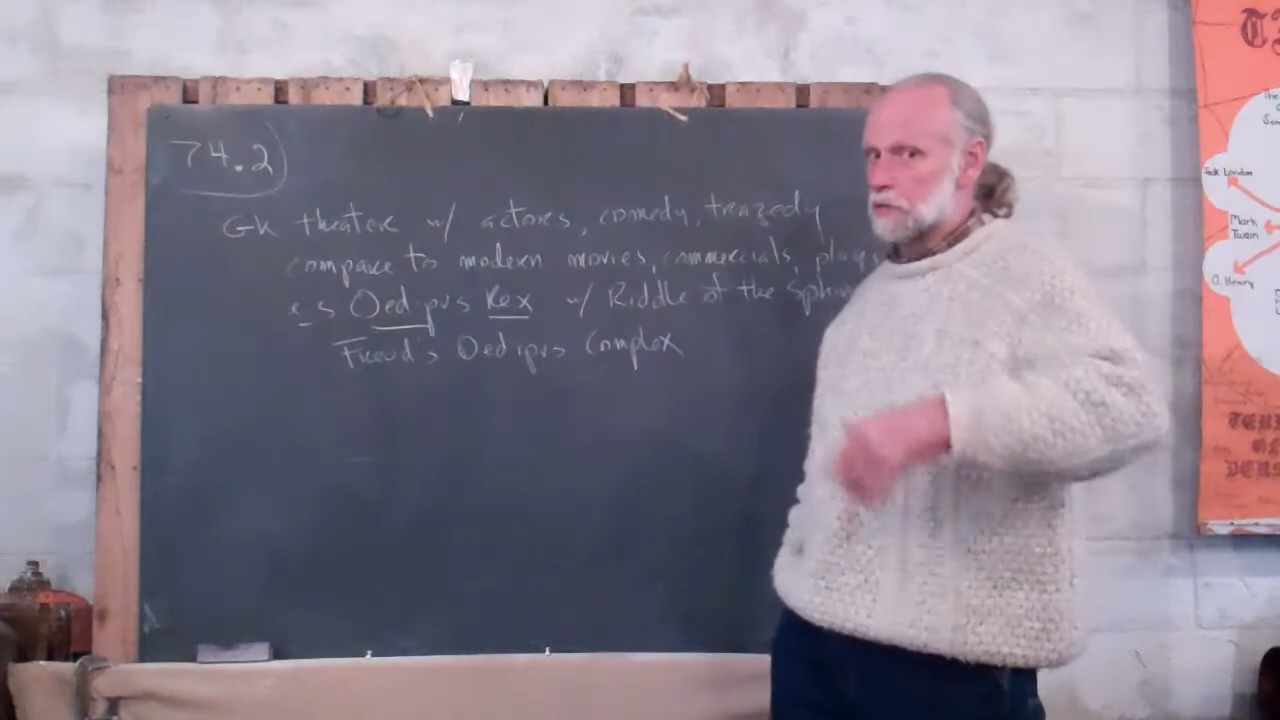 74.2)
Gk theater w/ actors, comedy, tragedy
compare to modern movies, commercials, plays
e.g Oedipus Rex w/ Riddle of the Sphin
Freud's Oedipus Complex
Jack London
Mark
Twain
O. Henry